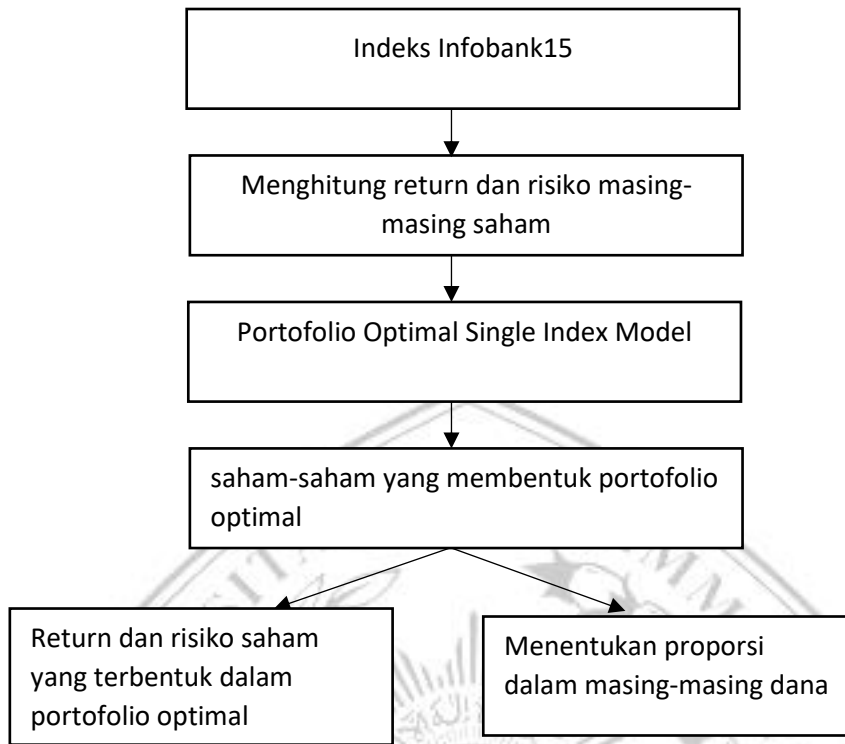 Indeks Infobank15
Menghitung return dan risiko masing-
masing saham
Portofolio Optimal Single Index Model
saham-saham yang membentuk portofolio
optimal
Return dan risiko saham
yang terbentuk dalam
portofolio optimal
Menentukan proporsi
dalam masing-masing dana